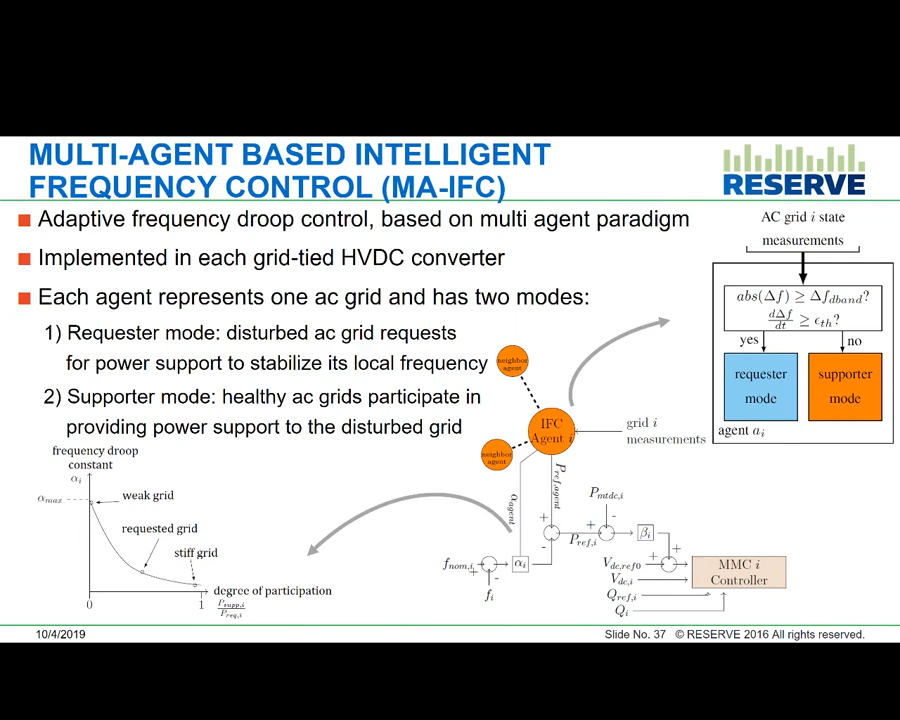 MULTI-AGENT BASED INTELLIGENT
FREQUENCY CONTROL (MA-IFC)
RESERVE
Adaptive frequency droop control, based on multi agent paradigm
Implemented in each grid-tied HVDC converter
Each agent represents one ac grid and has two modes:
1) Requester mode: disturbed ac grid requests
for power support to stabilize its local frequency
2) Supporter mode: healthy ac grids participate in
providing power support to the disturbed grid
AC grid i state
measurements
abs(Δf) ≥ Δf_dband?
dΔf/dt ≥ ϵ_th?
yes
no
requester
mode
supporter
mode
agent a_i
neighbor
agent
IFC
Agent i
neighbor
agent
grid i
measurements
α_agent
P_ref,agent
P_mtdc,i
+
-
+
-
P_ref,i
β_i
f_nom,i
+
-
f_i
α_i
V_dc,ref0
+
+
-
V_dc,i
Q_ref,i
Q_i
MMC i
Controller
frequency droop
constant
α_i
α_max
weak grid
requested grid
stiff grid
degree of participation
P_supp,i/P_req,i
0
1
10/4/2019
Slide No. 37 © RESERVE 2016 All rights reserved.